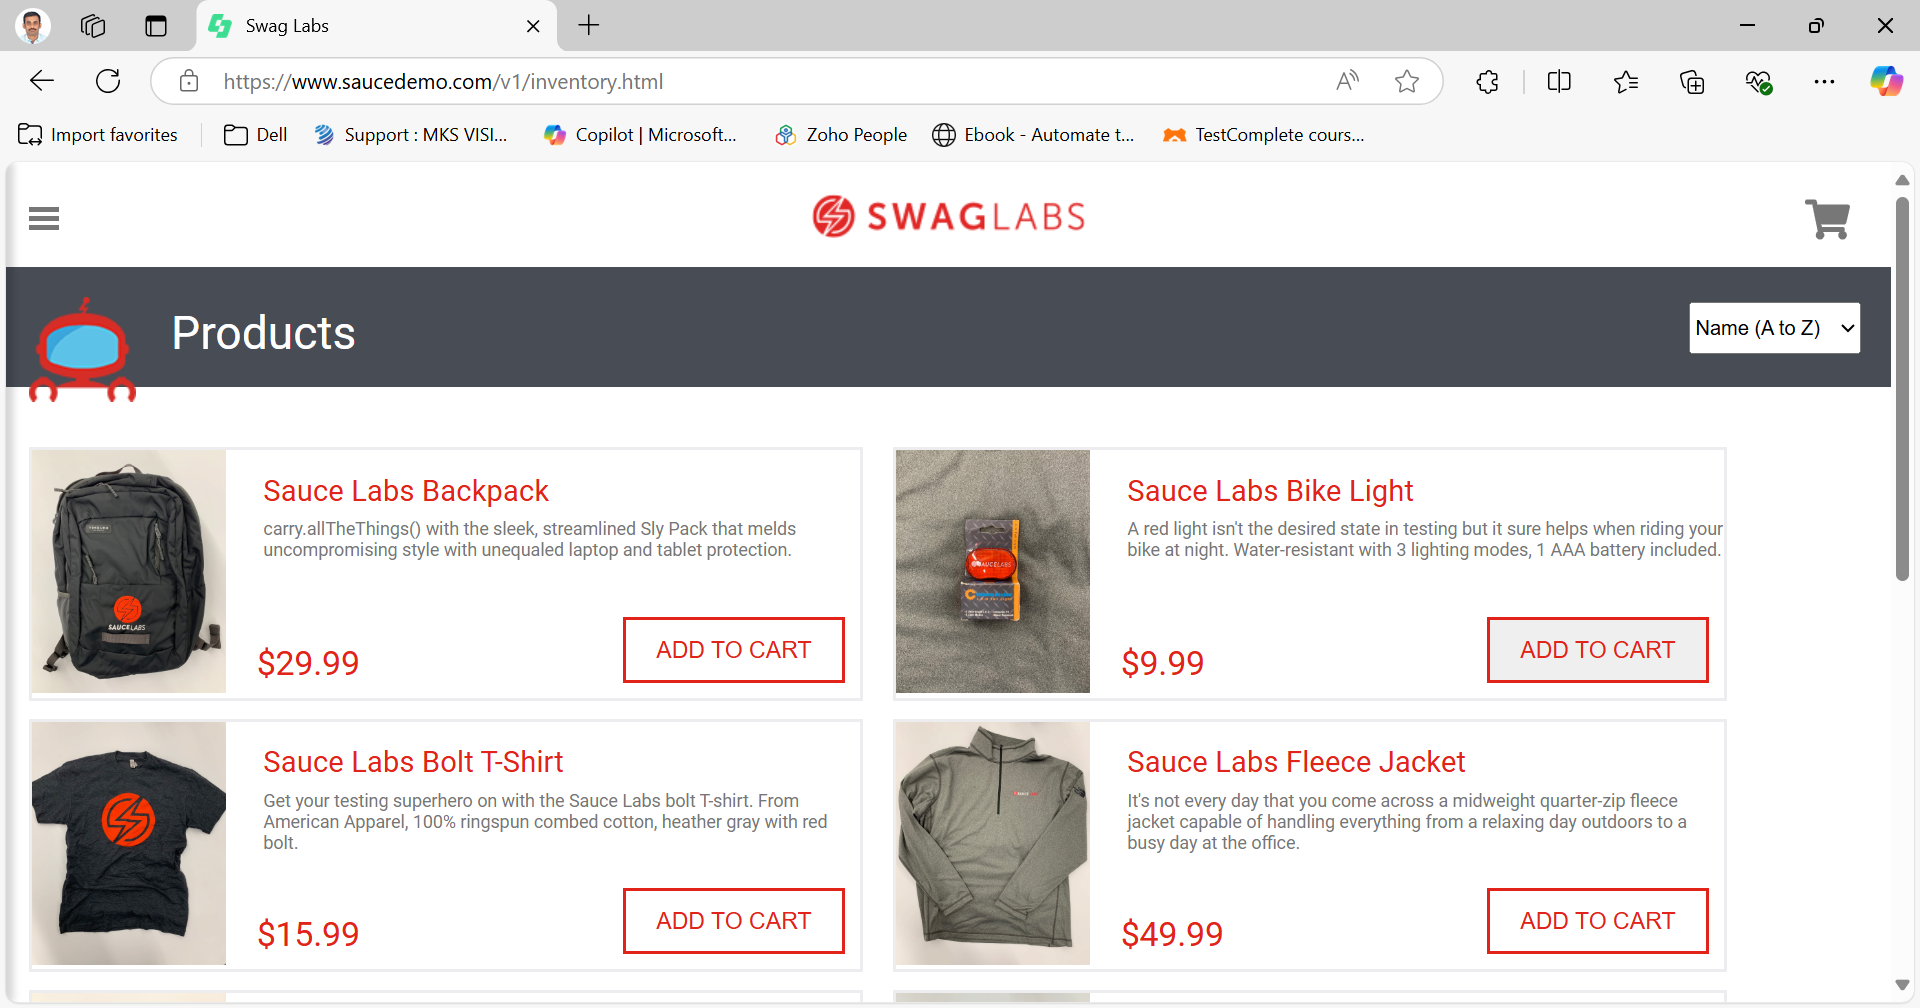 Swag Labs
https://www.saucedemo.com/v1/inventory.html
Import favorites
Dell
Support : MKS VISI...
Copilot | Microsoft...
Zoho People
Ebook - Automate t...
TestComplete cours...
SWAGLABS
Products
Name (A to Z)
Sauce Labs Backpack
carry.allTheThings() with the sleek, streamlined Sly Pack that melds
uncompromising style with unequaled laptop and tablet protection.
$29.99
ADD TO CART
SAUCELABS
Sauce Labs Bike Light
A red light isn't the desired state in testing but it sure helps when riding your
bike at night. Water-resistant with 3 lighting modes, 1 AAA battery included.
$9.99
ADD TO CART
SAUCELABS
Sauce Labs Bolt T-Shirt
Get your testing superhero on with the Sauce Labs bolt T-shirt. From
American Apparel, 100% ringspun combed cotton, heather gray with red
bolt.
$15.99
ADD TO CART
Sauce Labs Fleece Jacket
It's not every day that you come across a midweight quarter-zip fleece
jacket capable of handling everything from a relaxing day outdoors to a
busy day at the office.
$49.99
ADD TO CART